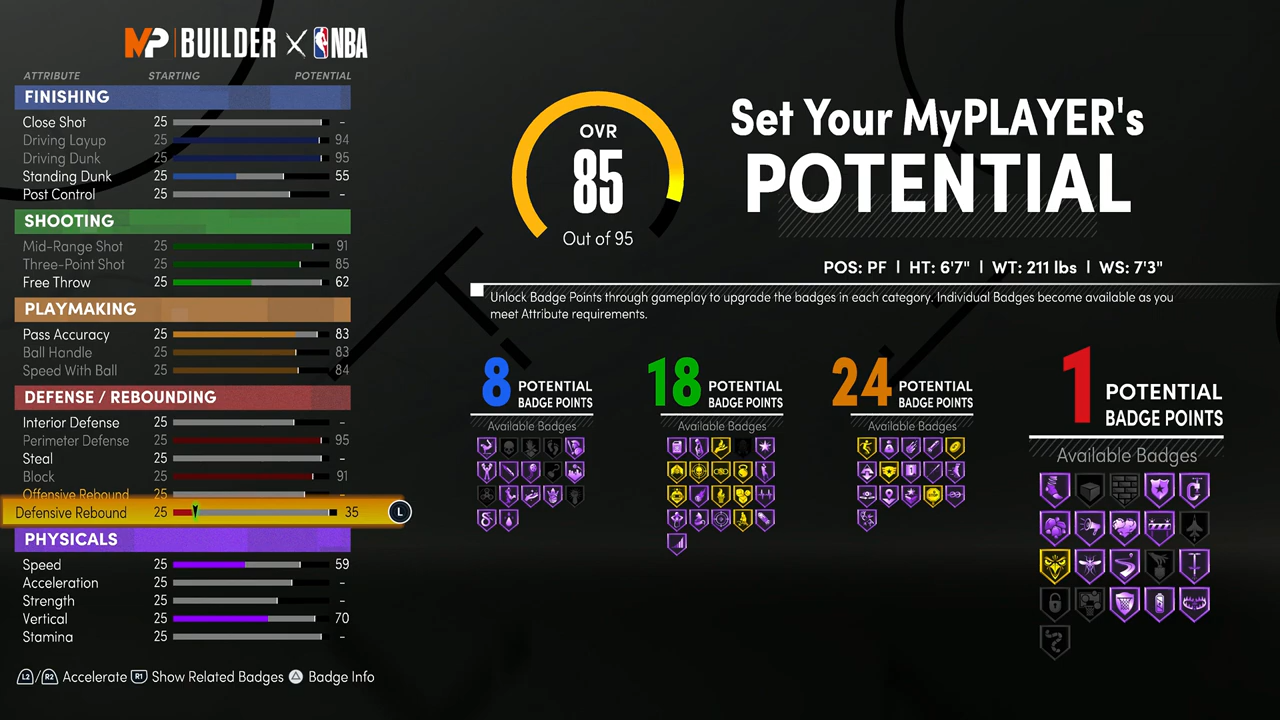 MP | BUILDER X NBA
ATTRIBUTE STARTING POTENTIAL
FINISHING
Close Shot 25 -
Driving Layup 25 94
Driving Dunk 25 95
Standing Dunk 25 55
Post Control 25 -
SHOOTING
Mid-Range Shot 25 91
Three-Point Shot 25 85
Free Throw 25 62
PLAYMAKING
Pass Accuracy 25 83
Ball Handle 25 83
Speed With Ball 25 84
DEFENSE / REBOUNDING
Interior Defense 25 -
Perimeter Defense 25 95
Steal 25 -
Block 25 91
Offensive Rebound 25 -
Defensive Rebound 25 35 L
PHYSICALS
Speed 25 59
Acceleration 25 -
Strength 25 -
Vertical 25 70
Stamina 25 -
L2/R2 Accelerate R1 Show Related Badges Badge Info
OVR
85
Out of 95
Set Your MyPLAYER's
POTENTIAL
POS: PF | HT: 6'7" | WT: 211 lbs | WS: 7'3"
Unlock Badge Points through gameplay to upgrade the badges in each category. Individual Badges become available as you
meet Attribute requirements.
8 POTENTIAL
BADGE POINTS
Available Badges
18 POTENTIAL
BADGE POINTS
Available Badges
24 POTENTIAL
BADGE POINTS
Available Badges
1 POTENTIAL
BADGE POINTS
Available Badges